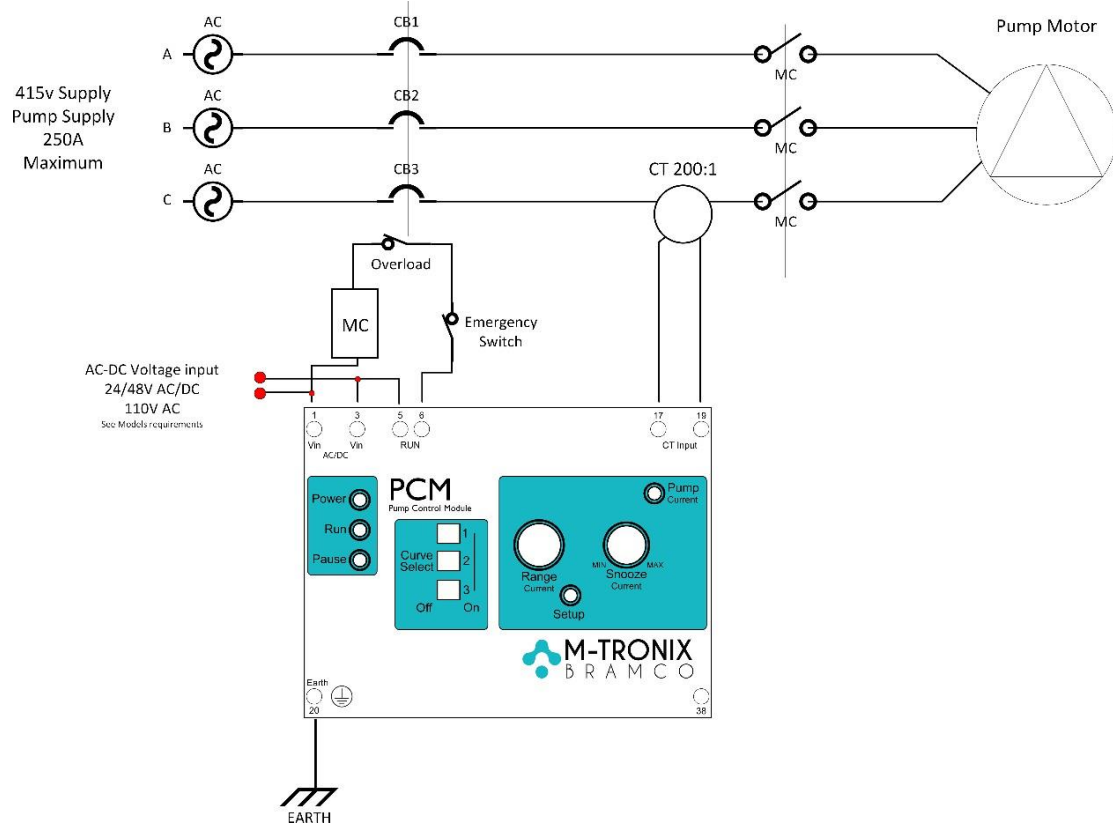 AC
CB1
Pump Motor
A
MC
415v Supply
Pump Supply
250A
Maximum
AC
CB2
B
MC
AC
CB3
CT 200:1
C
MC
Overload
MC
Emergency
Switch
AC-DC Voltage input
24/48V AC/DC
110V AC
See Models requirements
1 3 5 6 17 19
Vin Vin RUN CT Input
AC/DC
Power
Run
Pause
PCM
Pump Control Module
Curve
Select
1
2
3
Off On
Pump
Current
Range
Current
MIN MAX
Snooze
Current
Setup
M-TRONIX
BRAMCO
Earth
20
38
EARTH